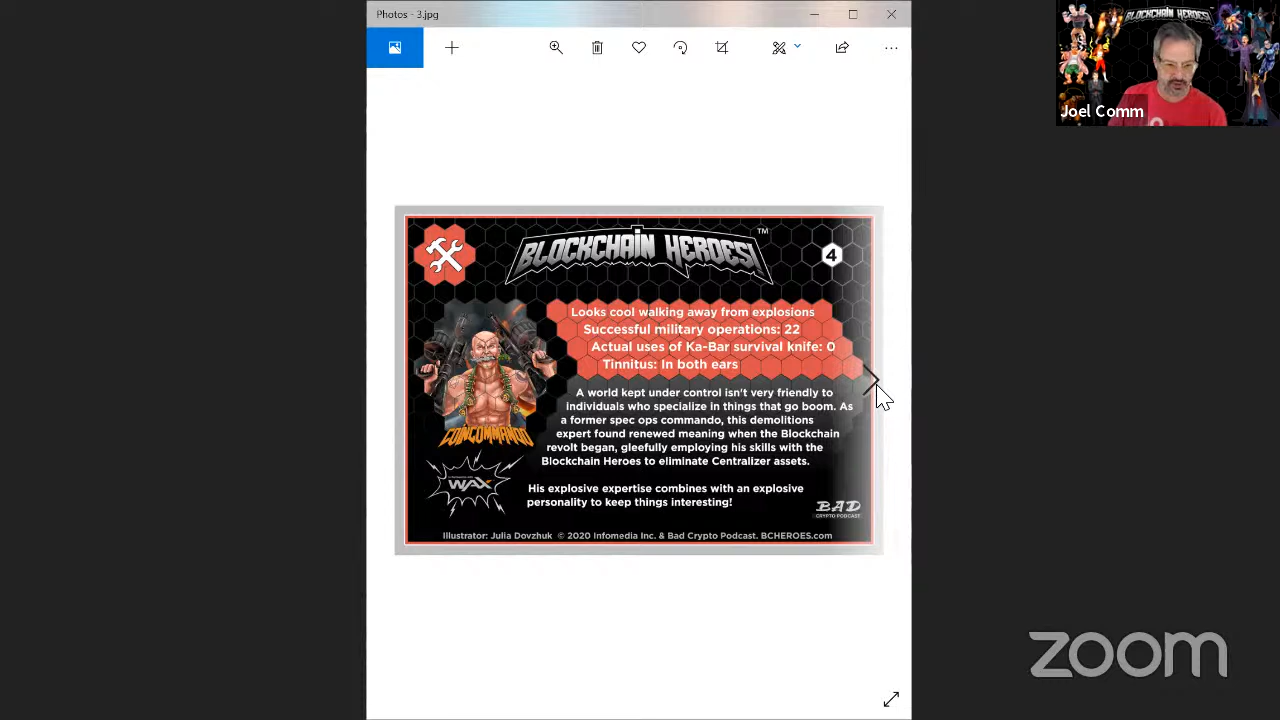 Photos - 3.jpg
BLOCKCHAIN HEROES!
Joel Comm
BLOCKCHAIN HEROES! ™
4
Looks cool walking away from explosions
Successful military operations: 22
Actual uses of Ka-Bar survival knife: 0
Tinnitus: In both ears
A world kept under control isn't very friendly to
individuals who specialize in things that go boom. As
a former spec ops commando, this demolitions
expert found renewed meaning when the Blockchain
revolt began, gleefully employing his skills with the
Blockchain Heroes to eliminate Centralizer assets.
COINCOMMANDO
WAX
His explosive expertise combines with an explosive
personality to keep things interesting!
BAD
CRYPTO PODCAST
Illustrator: Julia Dovzhuk © 2020 Infomedia Inc. & Bad Crypto Podcast. BCHEROES.com
zoom